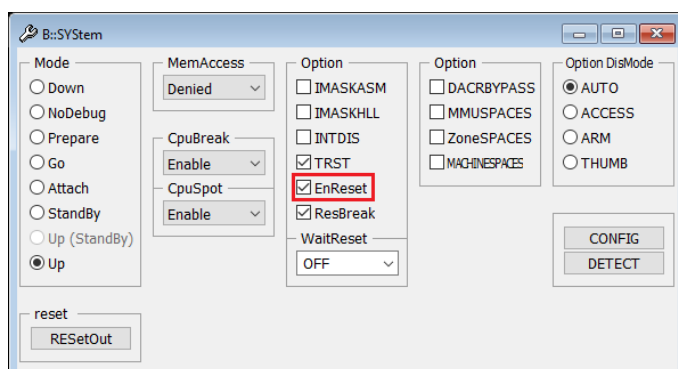 B::SYStem
Mode
Down
NoDebug
Prepare
Go
Attach
StandBy
Up (StandBy)
Up
reset
RESetOut
MemAccess
Denied
CpuBreak
Enable
CpuSpot
Enable
Option
IMASKASM
IMASKHLL
INTDIS
TRST
EnReset
ResBreak
WaitReset
OFF
Option
DACRBYPASS
MMUSPACES
ZoneSPACES
MACHINESPACES
Option DisMode
AUTO
ACCESS
ARM
THUMB
CONFIG
DETECT